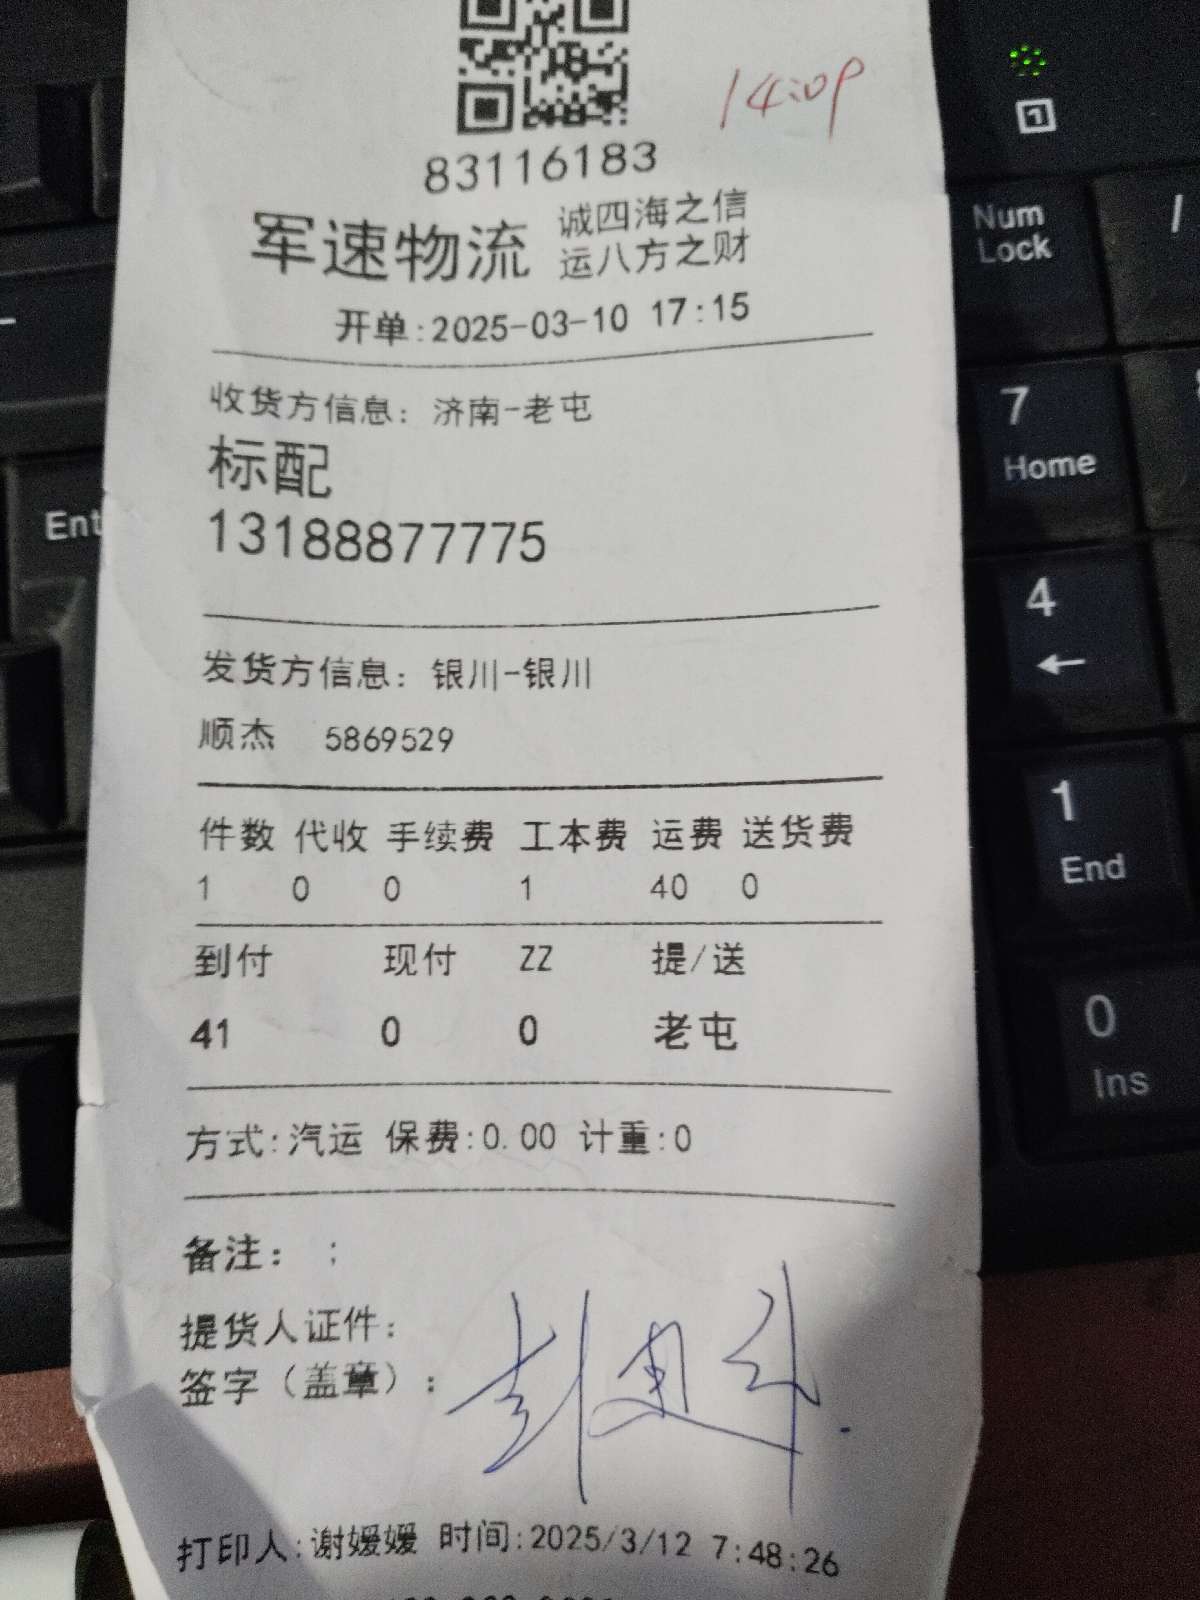 14:00
83116183
军速物流 诚四海之信
运八方之财
开单:2025-03-10 17:15
收货方信息: 济南-老屯
标配
13188877775
发货方信息: 银川-银川
顺杰 5869529
件数 代收 手续费 工本费 运费 送货费
1 0 0 1 40 0
到付 现付 ZZ 提/送
41 0 0 老屯
方式:汽运 保费:0.00 计重:0
备注: ;
提货人证件:
签字(盖章):
打印人:谢嫒嫒 时间:2025/3/12 7:48:26
Num
Lock
/
7
Home
4
←
1
End
0
Ins
Ent
1